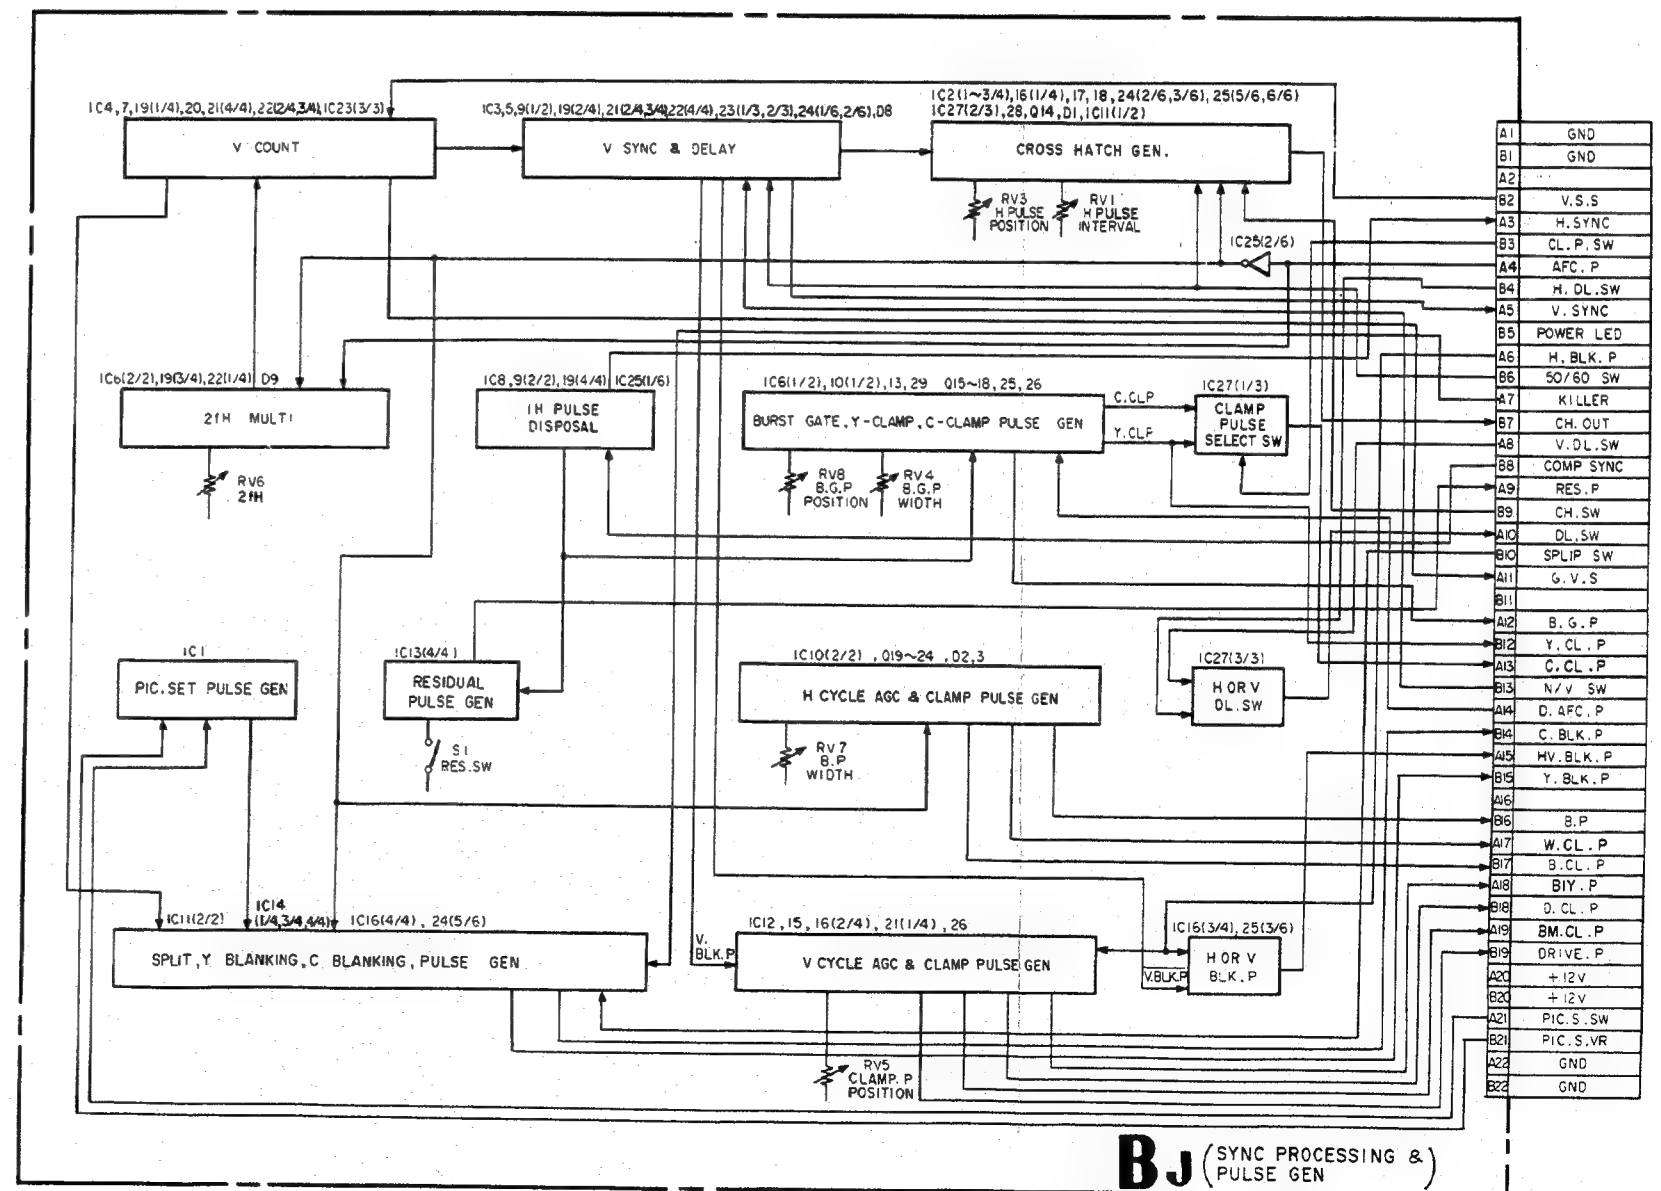 IC4,7,19(1/4),20,21(4/4),22(2/4,3/4),IC23(3/3)
V COUNT
IC3,5,9(1/2),19(2/4),21(2/4,3/4),22(4/4),23(1/3,2/3),24(1/6,2/6),D8
V SYNC & DELAY
IC2(1~3/4),16(1/4),17,18,24(2/6,3/6),25(5/6,6/6)
IC27(2/3),28,Q14,D1,IC11(1/2)
CROSS HATCH GEN.
RV3
H PULSE
POSITION
RV1
H PULSE
INTERVAL
IC25(2/6)
IC6(2/2),19(3/4),22(1/4) D9
2fH MULTI
RV6
2fH
IC8,9(2/2),19(4/4) IC25(1/6)
1H PULSE
DISPOSAL
IC6(1/2),10(1/2),13,29 Q15~18,25,26
BURST GATE,Y-CLAMP,C-CLAMP PULSE GEN
C.CLP
Y.CLP
RV8
B.G.P
POSITION
RV4
B.G.P
WIDTH
IC27(1/3)
CLAMP
PULSE
SELECT SW
IC1
PIC.SET PULSE GEN
IC13(4/4)
RESIDUAL
PULSE GEN
S1
RES.SW
IC10(2/2) ,Q19~24 ,D2,3
H CYCLE AGC & CLAMP PULSE GEN
RV7
B.P
WIDTH
IC27(3/3)
H OR V
DL.SW
IC11(2/2)
IC14
(1/4,3/4,4/4)
IC16(4/4), 24(5/6)
SPLIT,Y BLANKING,C BLANKING,PULSE GEN
V.
BLK.P
IC12,15,16(2/4),21(1/4),26
V CYCLE AGC & CLAMP PULSE GEN
V.BLK.P
IC16(3/4),25(3/6)
H OR V
BLK.P
RV5
CLAMP.P
POSITION
A1 GND
B1 GND
A2
B2 V.S.S
A3 H.SYNC
B3 CL.P.SW
A4 AFC.P
B4 H.DL.SW
A5 V.SYNC
B5 POWER LED
A6 H.BLK.P
B6 50/60 SW
A7 KILLER
B7 CH.OUT
A8 V.DL.SW
B8 COMP SYNC
A9 RES.P
B9 CH.SW
A10 DL.SW
B10 SPLIP SW
A11 G.V.S
B11
A12 B.G.P
B12 Y.CL.P
A13 C.CL.P
B13 N/V SW
A14 D.AFC.P
B14 C.BLK.P
A15 HV.BLK.P
B15 Y.BLK.P
A16
B16 B.P
A17 W.CL.P
B17 B.CL.P
A18 BIY.P
B18 D.CL.P
A19 BM.CL.P
B19 DRIVE.P
A20 +12V
B20 +12V
A21 PIC.S.SW
B21 PIC.S.VR
A22 GND
B22 GND
BJ (SYNC PROCESSING &
PULSE GEN)